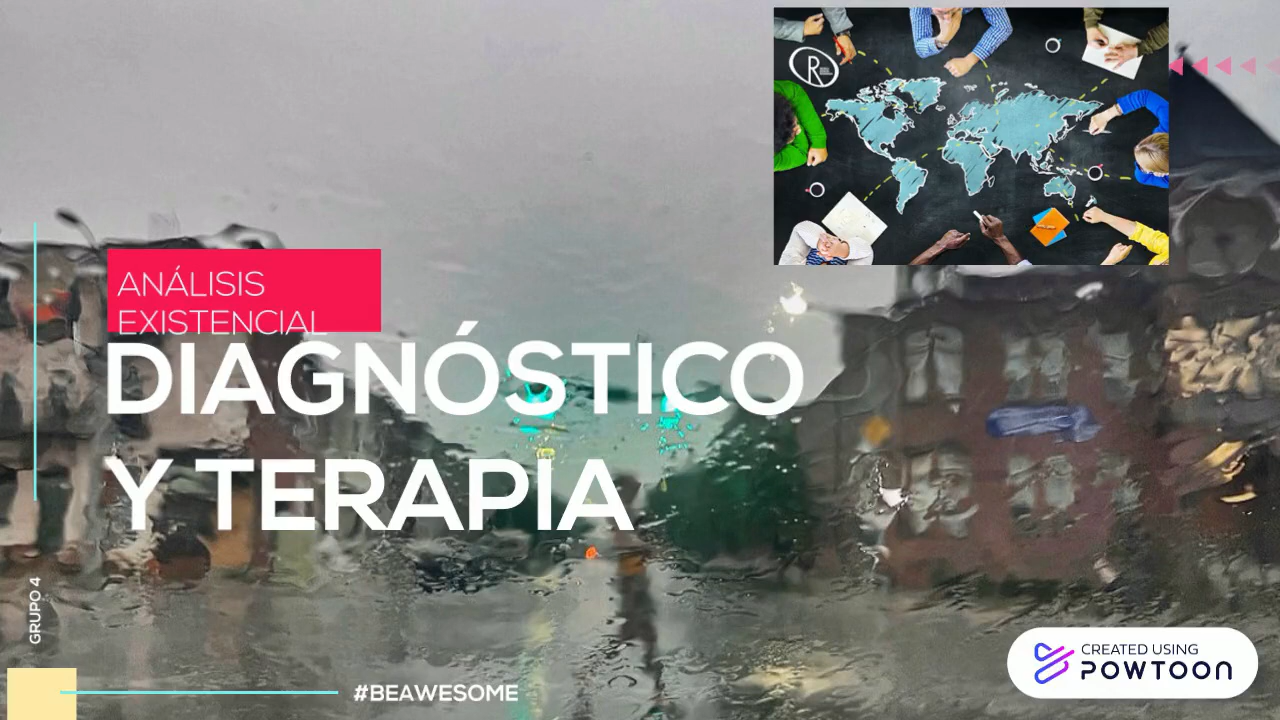 R
ANÁLISIS
EXISTENCIAL
DIAGNÓSTICO
Y TERAPIA
GRUPO 4
#BEAWESOME
CREATED USING
POWTOON